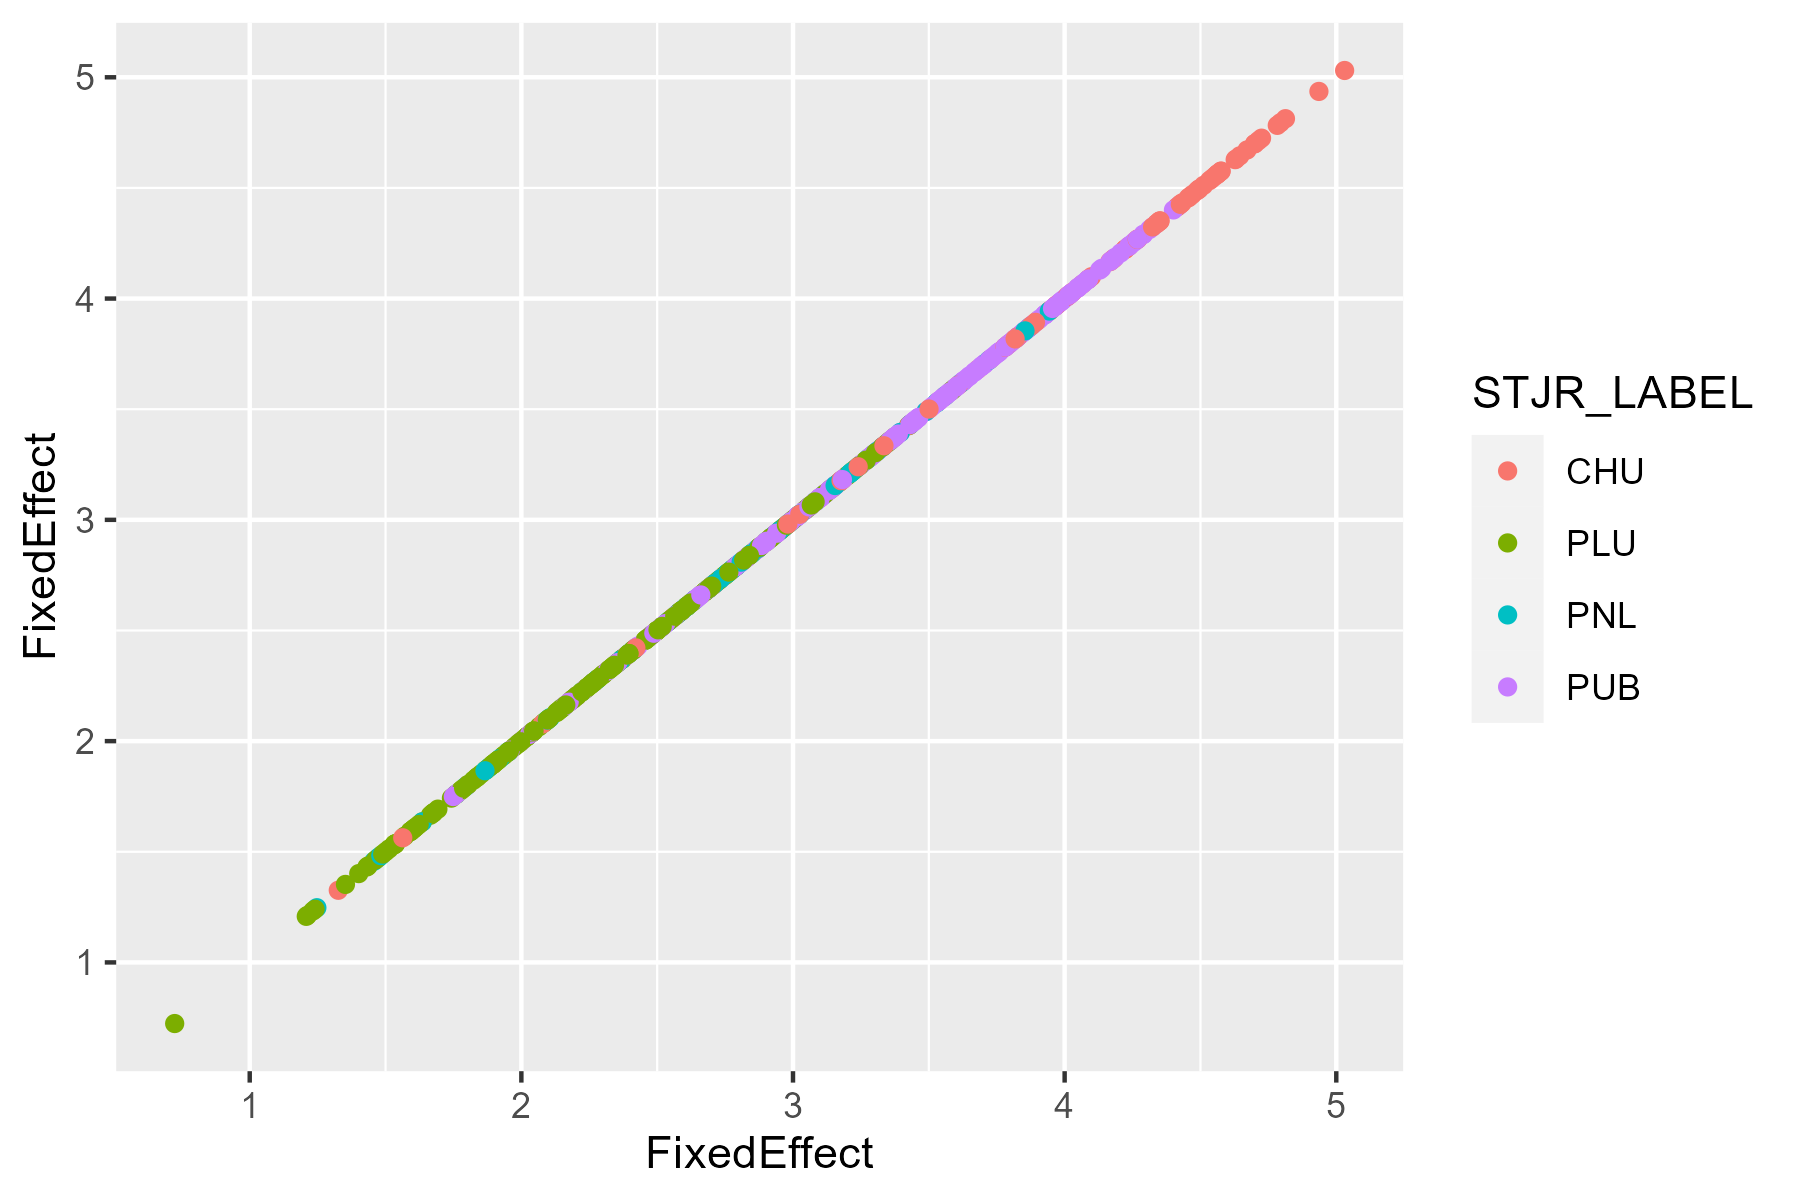 5
4
3
2
1
FixedEffect
1 2 3 4 5
FixedEffect
STJR_LABEL
CHU
PLU
PNL
PUB